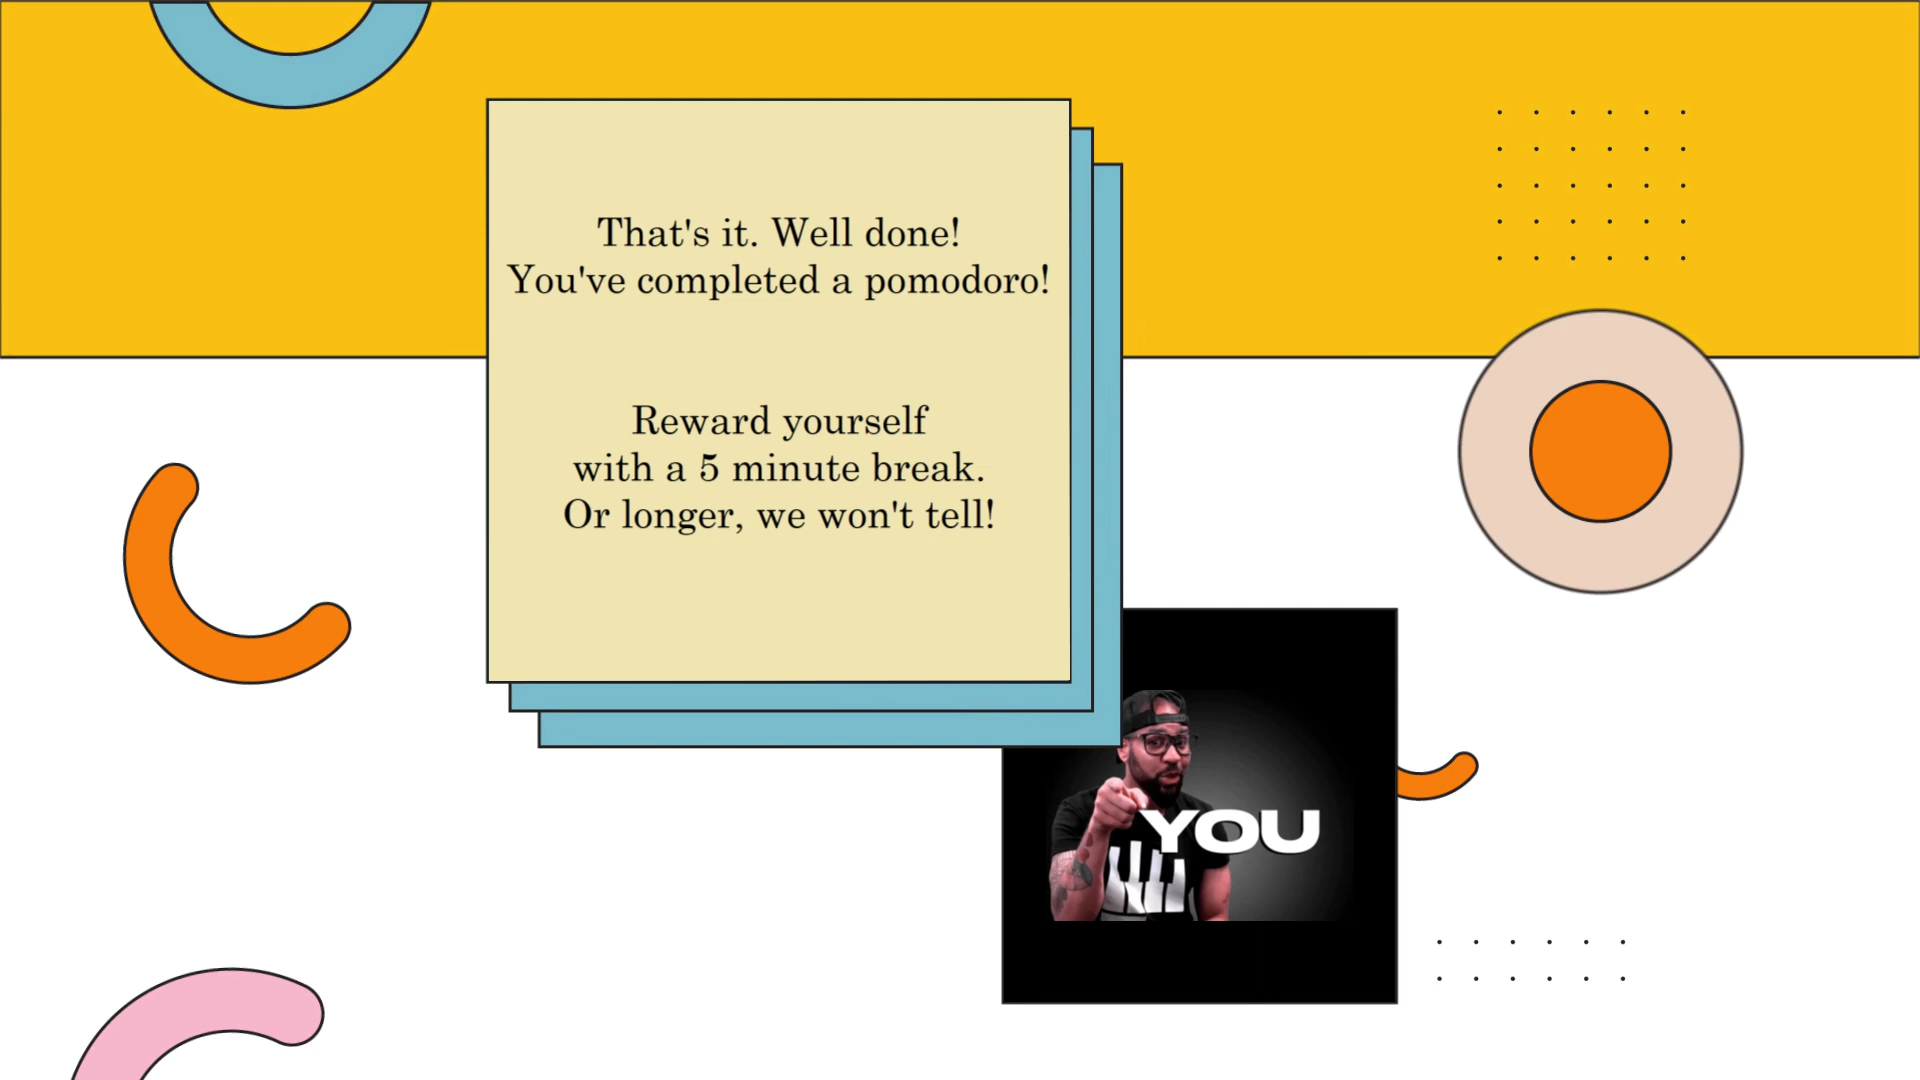 That's it. Well done!
You've completed a pomodoro!
Reward yourself
with a 5 minute break.
Or longer, we won't tell!
YOU